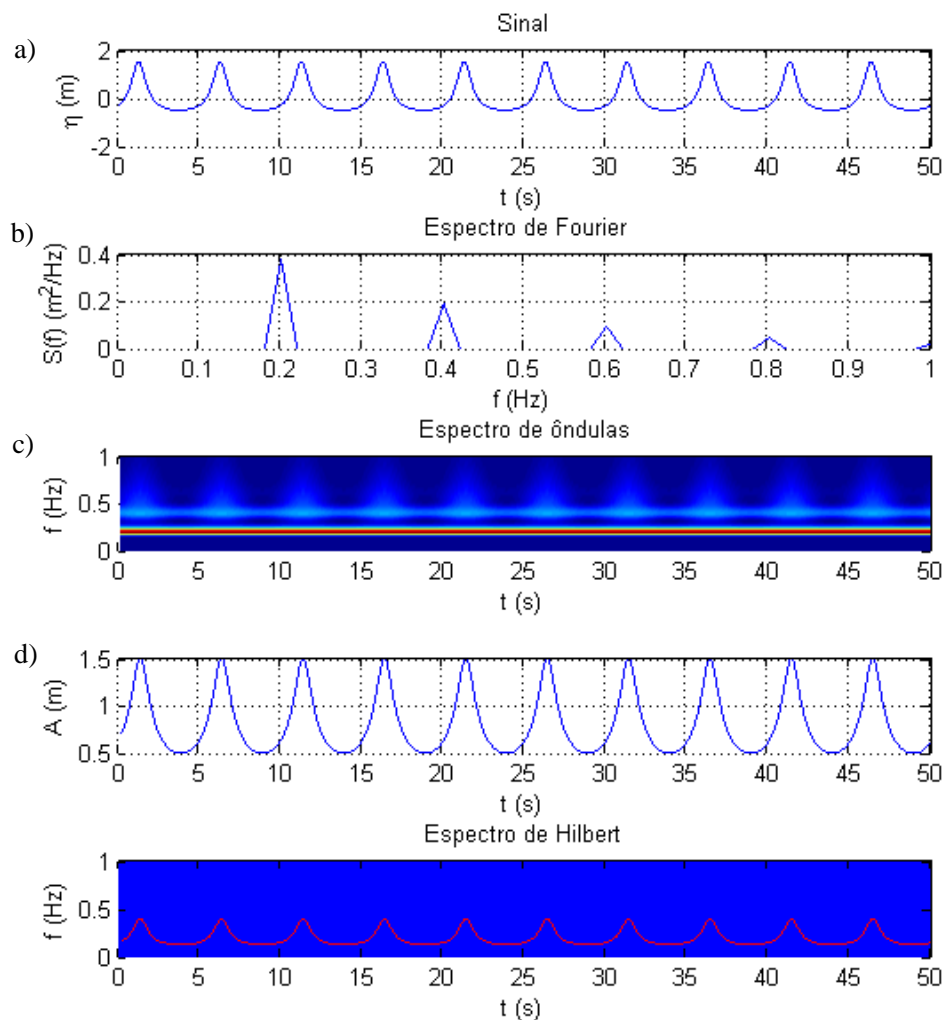 Sinal
a)
η (m)
2
0
-2
0 5 10 15 20 25 30 35 40 45 50
t (s)
Espectro de Fourier
b)
S(f) (m²/Hz)
0.4
0.2
0
0 0.1 0.2 0.3 0.4 0.5 0.6 0.7 0.8 0.9 1
f (Hz)
Espectro de ôndulas
c)
f (Hz)
1
0.5
0
0 5 10 15 20 25 30 35 40 45 50
t (s)
d)
A (m)
1.5
1
0.5
0 5 10 15 20 25 30 35 40 45 50
t (s)
Espectro de Hilbert
f (Hz)
1
0.5
0
0 5 10 15 20 25 30 35 40 45 50
t (s)